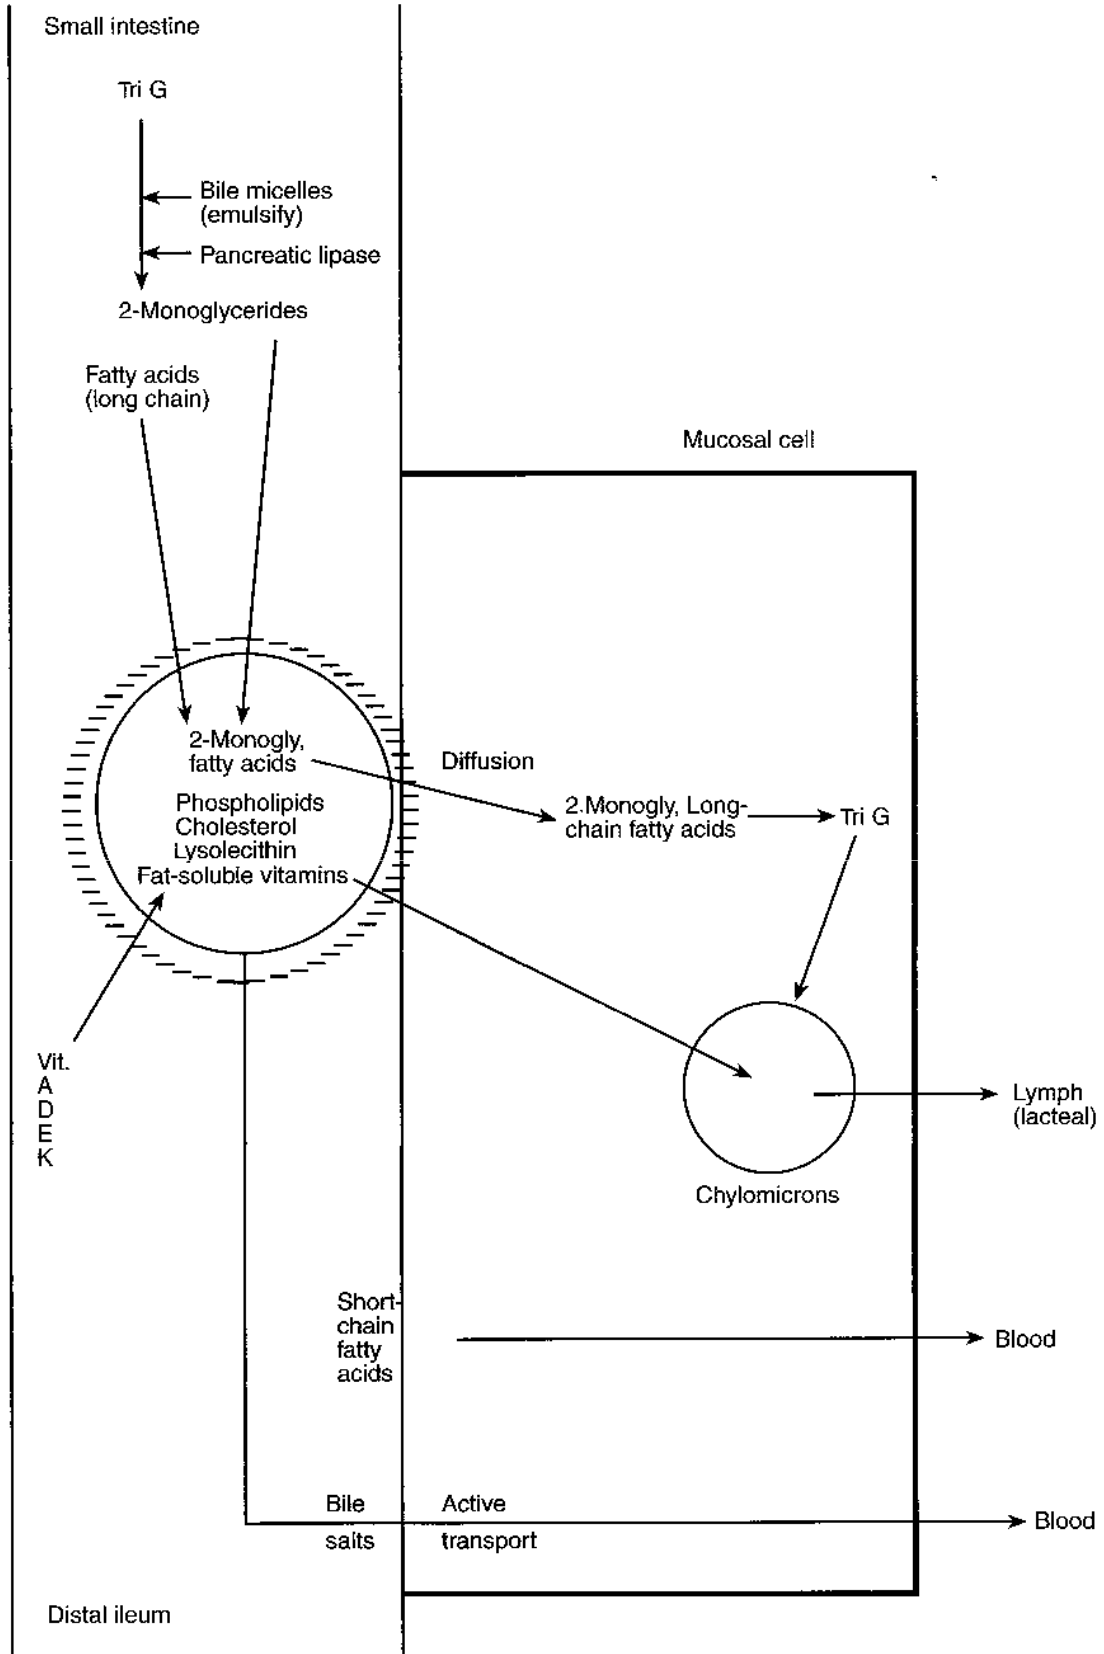 Small intestine
Tri G
Bile micelles
(emulsify)
Pancreatic lipase
2-Monoglycerides
Fatty acids
(long chain)
Mucosal cell
2-Monogly,
fatty acids
Phospholipids
Cholesterol
Lysolecithin
Fat-soluble vitamins
Diffusion
2.Monogly, Long-
chain fatty acids
Tri G
Vit.
A
D
E
K
Lymph
(lacteal)
Chylomicrons
Short-
chain
fatty
acids
Blood
Bile
salts
Active
transport
Blood
Distal ileum